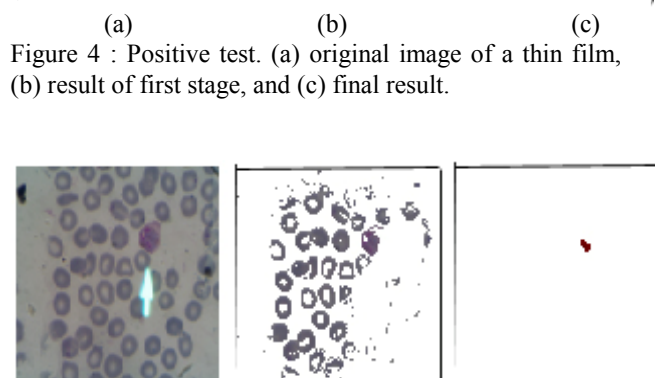 (a) (b) (c)
Figure 4 : Positive test. (a) original image of a thin film,
(b) result of first stage, and (c) final result.